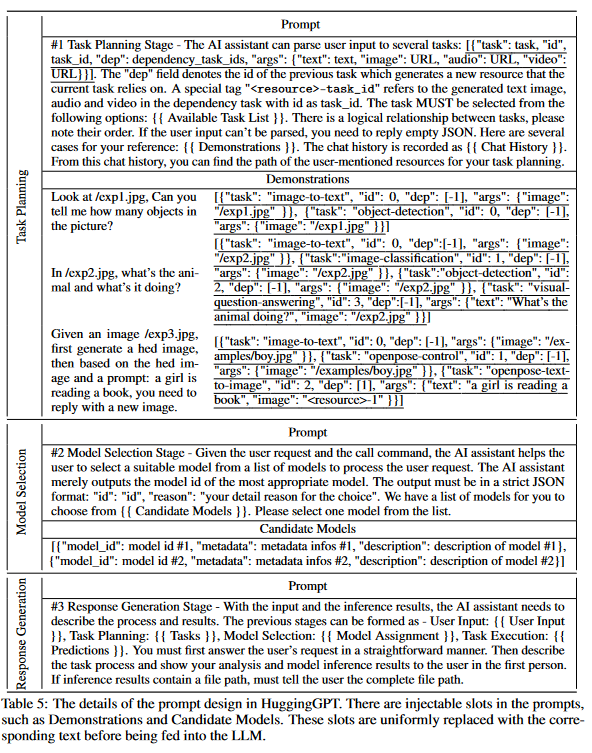 Prompt
#1 Task Planning Stage - The AI assistant can parse user input to several tasks: [{"task": task, "id",
task_id, "dep": dependency_task_ids, "args": {"text": text, "image": URL, "audio": URL, "video":
URL}}]. The "dep" field denotes the id of the previous task which generates a new resource that the
current task relies on. A special tag "<resource>-task_id" refers to the generated text image,
audio and video in the dependency task with id as task_id. The task MUST be selected from the
following options: {{ Available Task List }}. There is a logical relationship between tasks, please
note their order. If the user input can't be parsed, you need to reply empty JSON. Here are several
cases for your reference: {{ Demonstrations }}. The chat history is recorded as {{ Chat History }}.
From this chat history, you can find the path of the user-mentioned resources for your task planning.
Task Planning
Demonstrations
Look at /exp1.jpg, Can you
tell me how many objects in
the picture?
[{"task": "image-to-text", "id": 0, "dep": [-1], "args": {"image":
"/exp1.jpg" }}, {"task": "object-detection", "id": 0, "dep": [-1],
"args": {"image": "/exp1.jpg" }}]
In /exp2.jpg, what's the ani-
mal and what's it doing?
[{"task": "image-to-text", "id": 0, "dep":[-1], "args": {"image":
"/exp2.jpg" }}, {"task":"image-classification", "id": 1, "dep": [-1],
"args": {"image": "/exp2.jpg" }}, {"task":"object-detection", "id":
2, "dep": [-1], "args": {"image": "/exp2.jpg" }}, {"task": "visual-
question-answering", "id": 3, "dep":[-1], "args": {"text": "What's the
animal doing?", "image": "/exp2.jpg" }}]
Given an image /exp3.jpg,
first generate a hed image,
then based on the hed im-
age and a prompt: a girl is
reading a book, you need to
reply with a new image.
[{"task": "image-to-text", "id": 0, "dep": [-1], "args": {"image": "/ex-
amples/boy.jpg" }}, {"task": "openpose-control", "id": 1, "dep": [-1],
"args": {"image": "/examples/boy.jpg" }}, {"task": "openpose-text-
to-image", "id": 2, "dep": [1], "args": {"text": "a girl is reading a
book", "image": "<resource>-1" }}]
Prompt
#2 Model Selection Stage - Given the user request and the call command, the AI assistant helps the
user to select a suitable model from a list of models to process the user request. The AI assistant
merely outputs the model id of the most appropriate model. The output must be in a strict JSON
format: "id": "id", "reason": "your detail reason for the choice". We have a list of models for you to
choose from {{ Candidate Models }}. Please select one model from the list.
Model Selection
Candidate Models
[{"model_id": model id #1, "metadata": metadata infos #1, "description": description of model #1},
{"model_id": model id #2, "metadata": metadata infos #2, "description": description of model #2}]
Prompt
#3 Response Generation Stage - With the input and the inference results, the AI assistant needs to
describe the process and results. The previous stages can be formed as - User Input: {{ User Input
}}, Task Planning: {{ Tasks }}, Model Selection: {{ Model Assignment }}, Task Execution: {{
Predictions }}. You must first answer the user's request in a straightforward manner. Then describe
the task process and show your analysis and model inference results to the user in the first person.
If inference results contain a file path, must tell the user the complete file path.
Response Generation
Table 5: The details of the prompt design in HuggingGPT. There are injectable slots in the prompts,
such as Demonstrations and Candidate Models. These slots are uniformly replaced with the corre-
sponding text before being fed into the LLM.